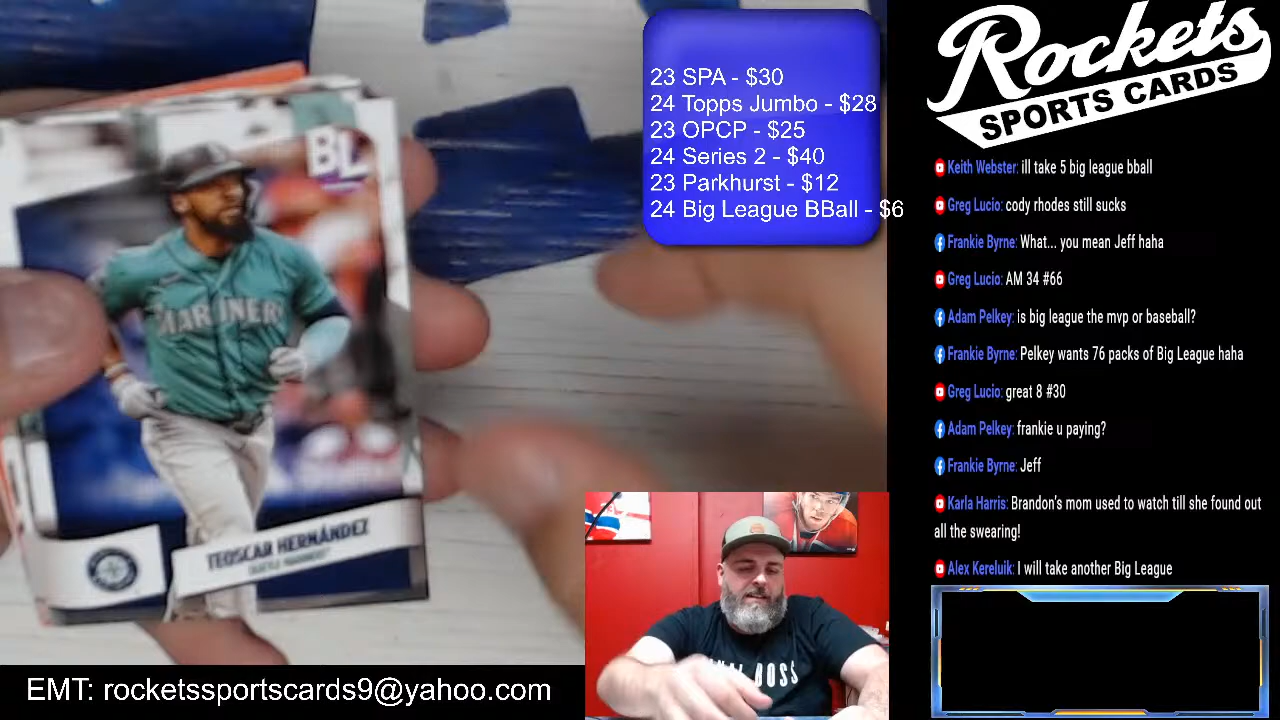 23 SPA - $30
24 Topps Jumbo - $28
23 OPCP - $25
24 Series 2 - $40
23 Parkhurst - $12
24 Big League BBall - $6
Rockets
SPORTS CARDS
Keith Webster: ill take 5 big league bball
Greg Lucio: cody rhodes still sucks
Frankie Byrne: What... you mean Jeff haha
Greg Lucio: AM 34 #66
Adam Pelkey: is big league the mvp or baseball?
Frankie Byrne: Pelkey wants 76 packs of Big League haha
Greg Lucio: great 8 #30
Adam Pelkey: frankie u paying?
Frankie Byrne: Jeff
Karla Harris: Brandon's mom used to watch till she found out
all the swearing!
Alex Kereluik: I will take another Big League
BL
MARINERS
TEOSCAR HERNÁNDEZ
BOSS
EMT: rocketssportscards9@yahoo.com